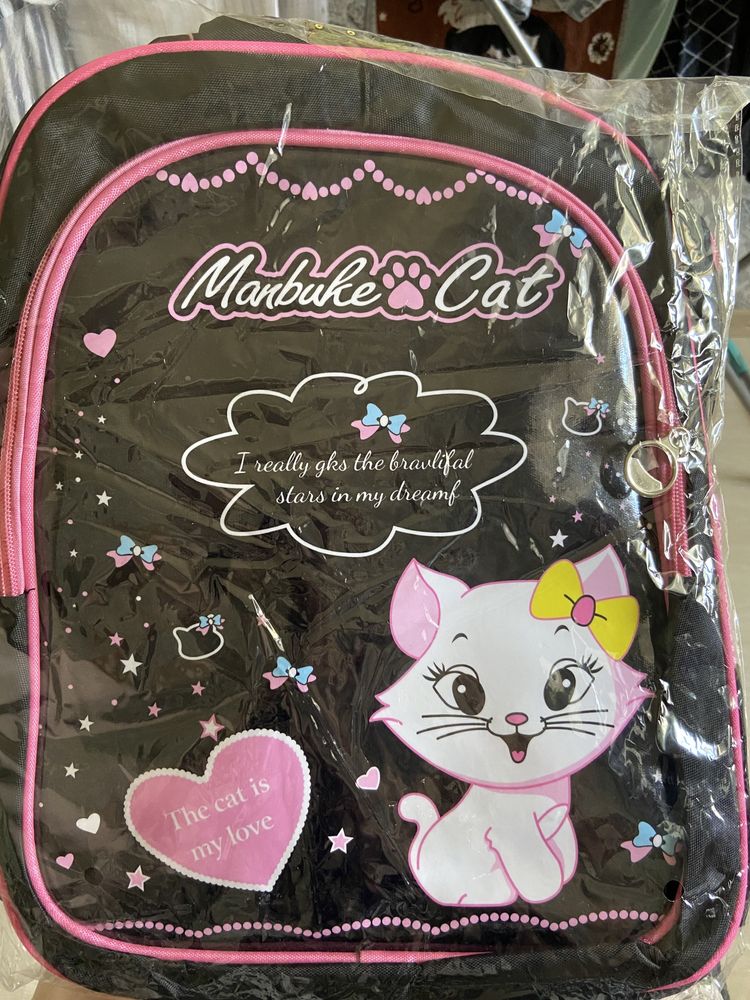 Manbuke Cat
I really gks the bravlifal
stars in my dreamf
The cat is
my love